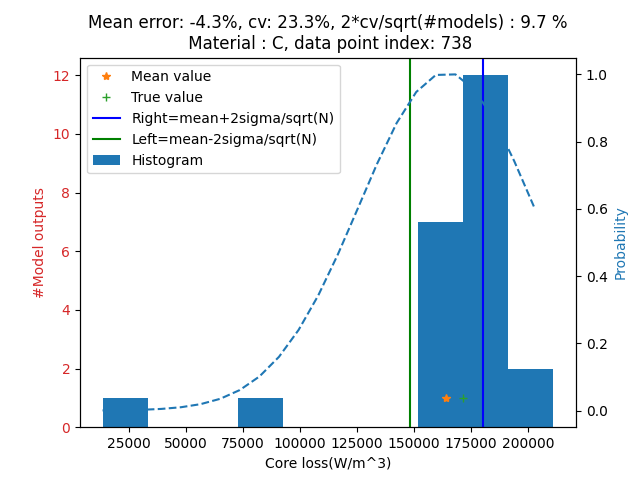 Mean error: -4.3%, cv: 23.3%, 2*cv/sqrt(#models) : 9.7 %
Material : C, data point index: 738
Mean value
True value
Right=mean+2sigma/sqrt(N)
Left=mean-2sigma/sqrt(N)
Histogram
12
10
8
6
4
2
0
#Model outputs
1.0
0.8
0.6
0.4
0.2
0.0
Probability
25000 50000 75000 100000 125000 150000 175000 200000
Core loss(W/m^3)